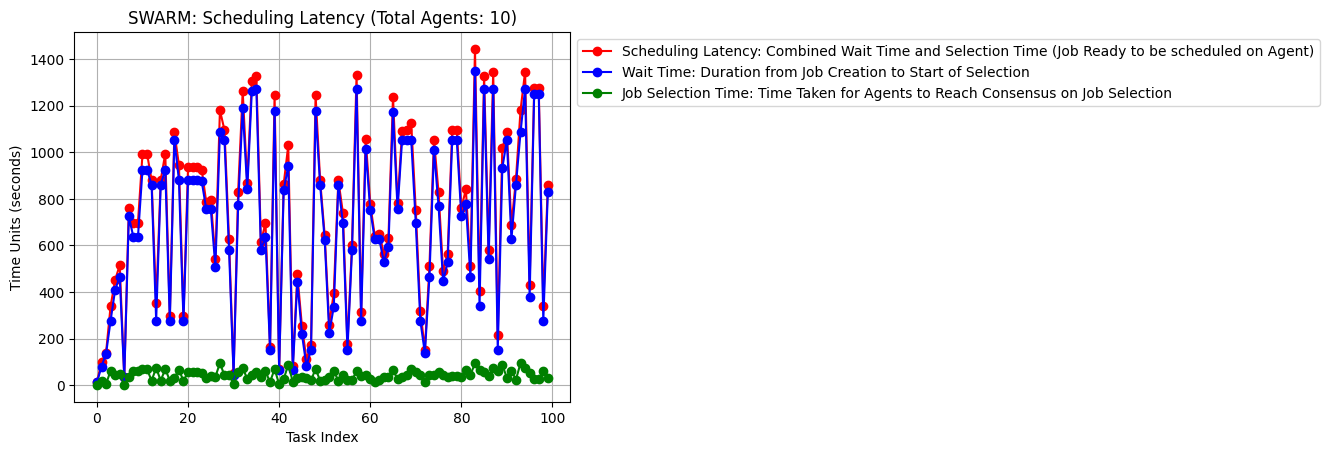 SWARM: Scheduling Latency (Total Agents: 10)
Scheduling Latency: Combined Wait Time and Selection Time (Job Ready to be scheduled on Agent)
Wait Time: Duration from Job Creation to Start of Selection
Job Selection Time: Time Taken for Agents to Reach Consensus on Job Selection
Time Units (seconds)
1400
1200
1000
800
600
400
200
0
0 20 40 60 80 100
Task Index